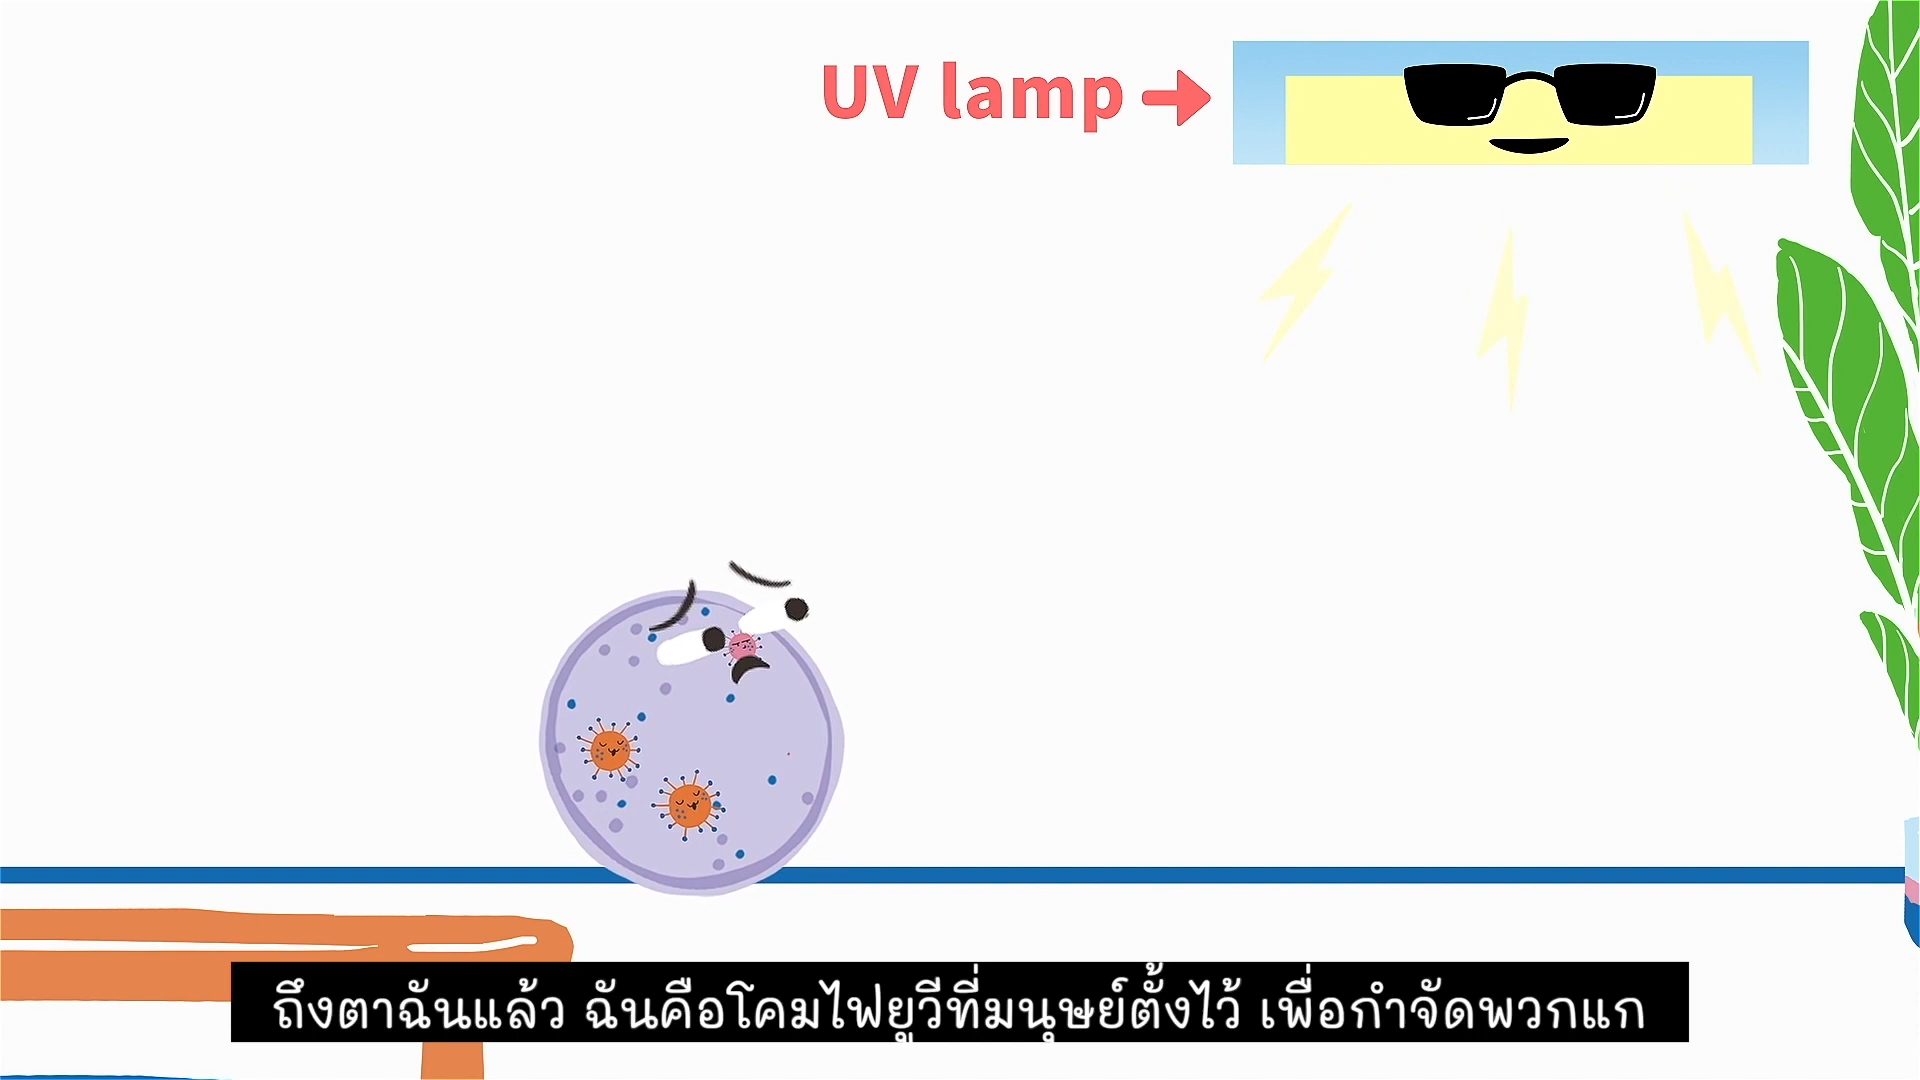 UV lamp
ถึงตาฉันแล้ว ฉันคือโคมไฟยูวีที่มนุษย์ตั้งไว้ เพื่อกำจัดพวกแก